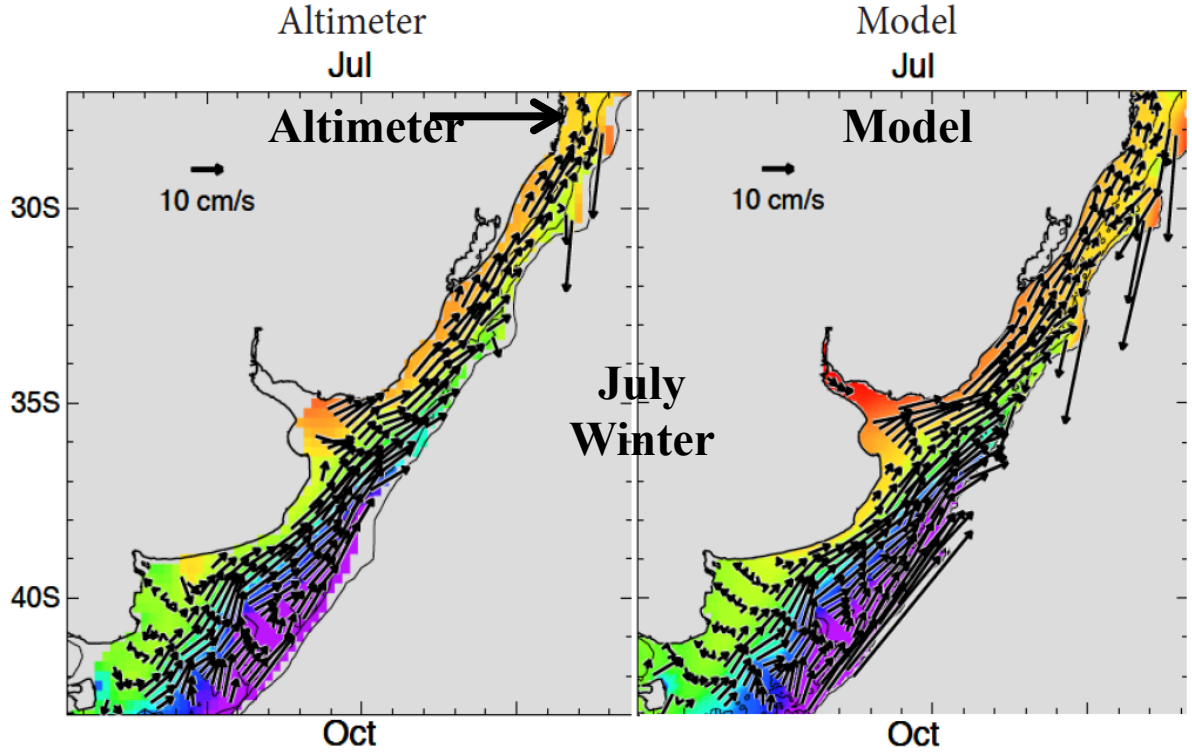 Altimeter
Model
Jul
Jul
Altimeter
Model
10 cm/s
10 cm/s
30S
35S
July
Winter
40S
Oct
Oct